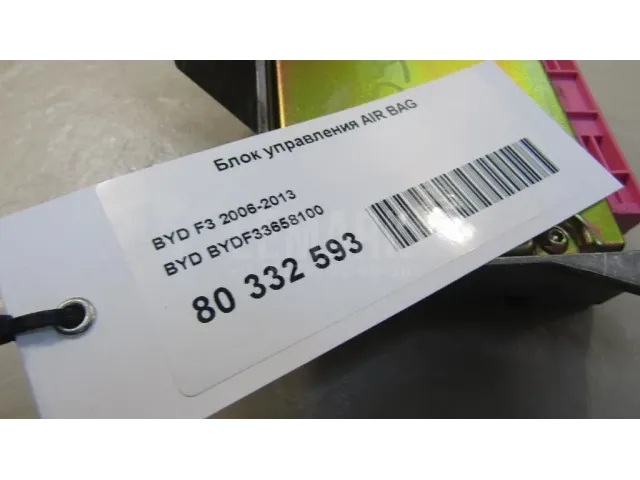 Блок управления AIR BAG
BYD F3 2006-2013
BYD BYDF33658100
80 332 593